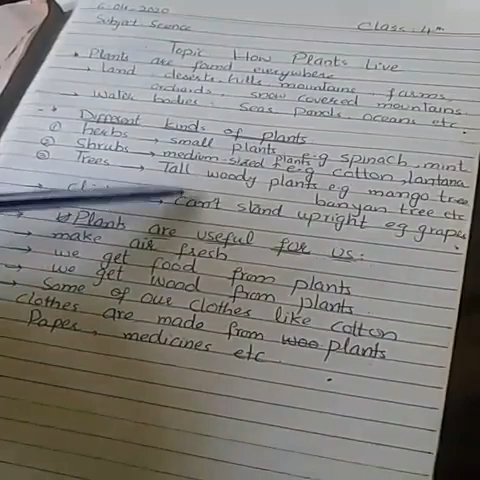 6-04-2020
Class. 4th
Subject Science
Topic How Plants Live
• Plants are found everywhere
→ Land deserts, hills mountains, farms,
orchards, snow covered mountains.
→ Water bodies. Seas Ponds, oceans etc.
→ Different kinds of plants
① herbs → small plants e.g spinach, mint
② Shrubs → medium-sized plants e.g cotton, lantana
③ Trees → Tall woody plants eg mango tree
banyan tree etc
→ can't stand upright eg grapes.
→ Plants are useful for us:
→ make air fresh
→ we get food from plants
→ we get wood from plants.
→ Some of our clothes like cotton
clothes are made from plants
Paper, medicines etc.